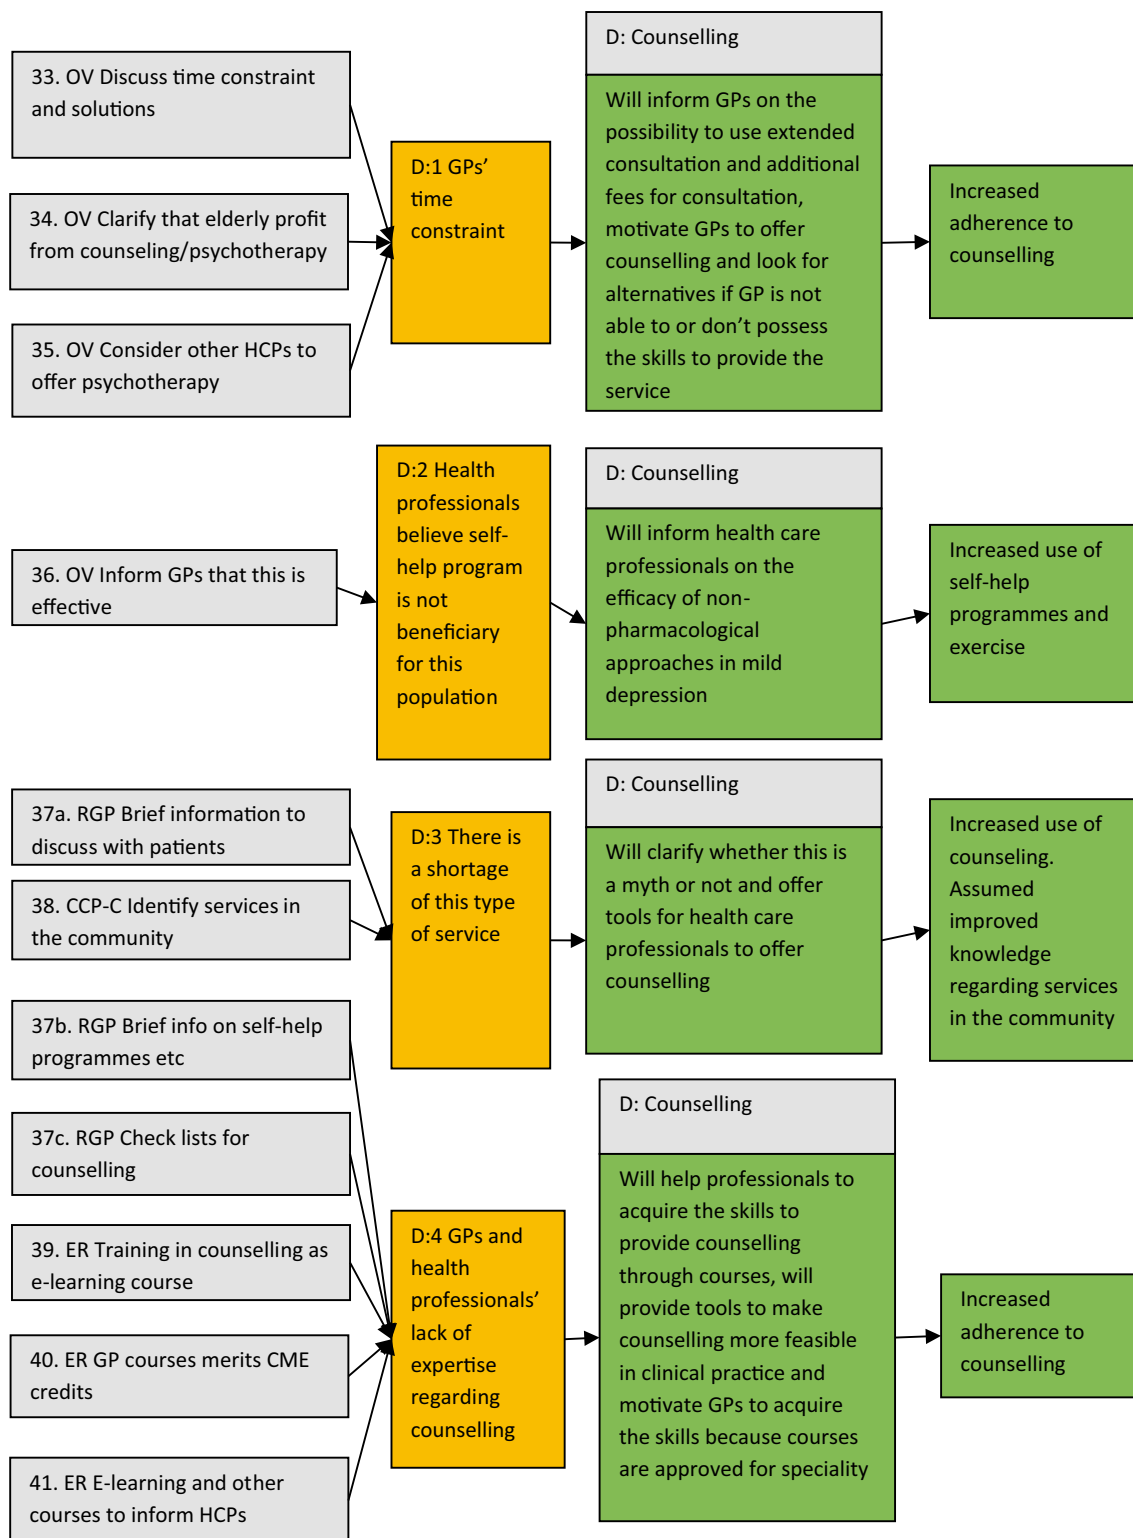 33. OV Discuss time constraint
and solutions
34. OV Clarify that elderly profit
from counseling/psychotherapy
35. OV Consider other HCPs to
offer psychotherapy
D:1 GPs’
time
constraint
D: Counselling
Will inform GPs on the
possibility to use extended
consultation and additional
fees for consultation,
motivate GPs to offer
counselling and look for
alternatives if GP is not
able to or don’t possess
the skills to provide the
service
Increased
adherence to
counselling
36. OV Inform GPs that this is
effective
D:2 Health
professionals
believe self-
help program
is not
beneficiary
for this
population
D: Counselling
Will inform health care
professionals on the
efficacy of non-
pharmacological
approaches in mild
depression
Increased use of
self-help
programmes and
exercise
37a. RGP Brief information to
discuss with patients
38. CCP-C Identify services in
the community
D:3 There is
a shortage
of this type
of service
D: Counselling
Will clarify whether this is
a myth or not and offer
tools for health care
professionals to offer
counselling
Increased use of
counseling.
Assumed
improved
knowledge
regarding services
in the community
37b. RGP Brief info on self-help
programmes etc
37c. RGP Check lists for
counselling
39. ER Training in counselling as
e-learning course
40. ER GP courses merits CME
credits
41. ER E-learning and other
courses to inform HCPs
D:4 GPs and
health
professionals’
lack of
expertise
regarding
counselling
D: Counselling
Will help professionals to
acquire the skills to
provide counselling
through courses, will
provide tools to make
counselling more feasible
in clinical practice and
motivate GPs to acquire
the skills because courses
are approved for speciality
Increased
adherence to
counselling